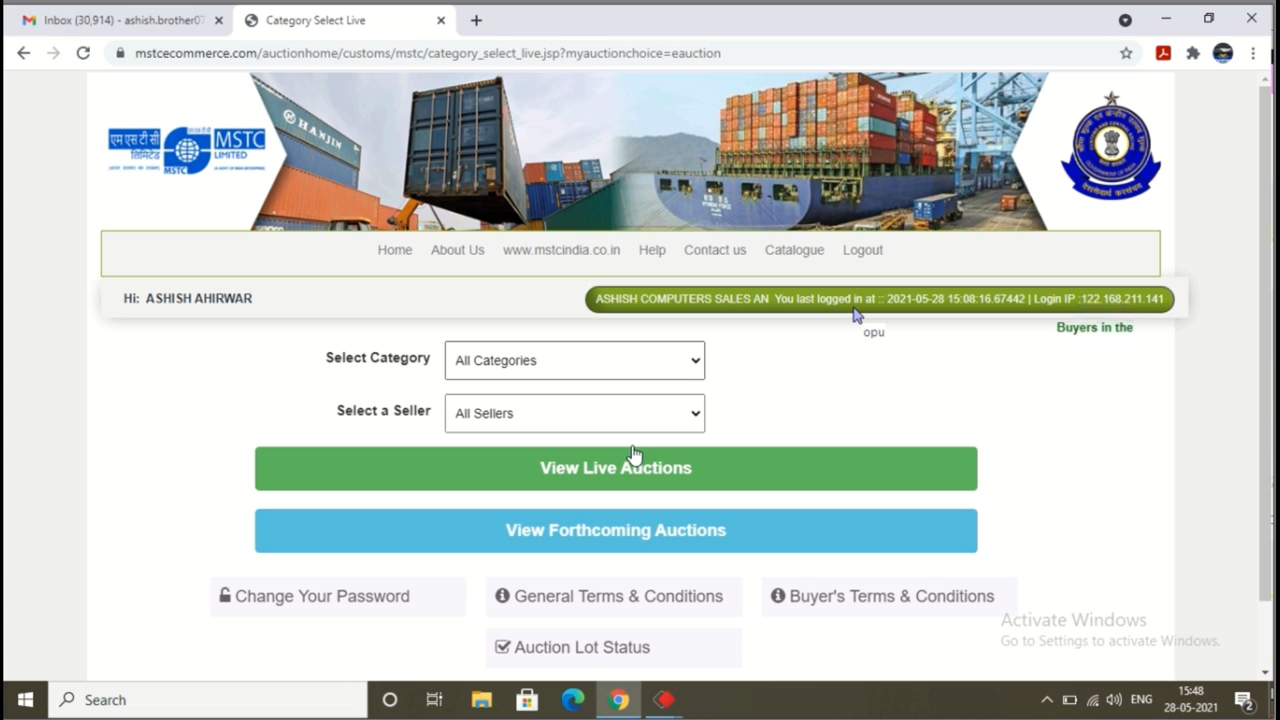 Inbox (30,914) - ashish.brother07
Category Select Live
mstcecommerce.com/auctionhome/customs/mstc/category_select_live.jsp?myauctionchoice=eauction
HANJIN
एम एस टी सी
लिमिटेड
MSTC
LIMITED
MSTC
Home About Us www.mstcindia.co.in Help Contact us Catalogue Logout
Hi: ASHISH AHIRWAR
ASHISH COMPUTERS SALES AN You last logged in at :: 2021-05-28 15:08:16.67442 | Login IP :122.168.211.141
opu
Buyers in the
Select Category All Categories
Select a Seller All Sellers
View Live Auctions
View Forthcoming Auctions
Change Your Password
General Terms & Conditions
Buyer's Terms & Conditions
Auction Lot Status
Activate Windows
Go to Settings to activate Windows.
Search
ENG
15:48
28-05-2021
2